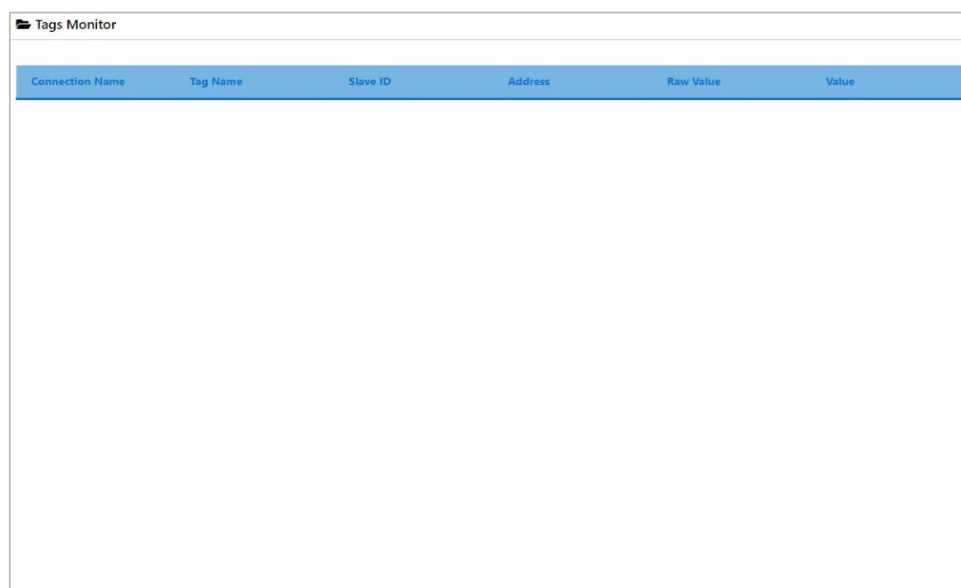 Tags Monitor
Connection Name Tag Name Slave ID Address Raw Value Value